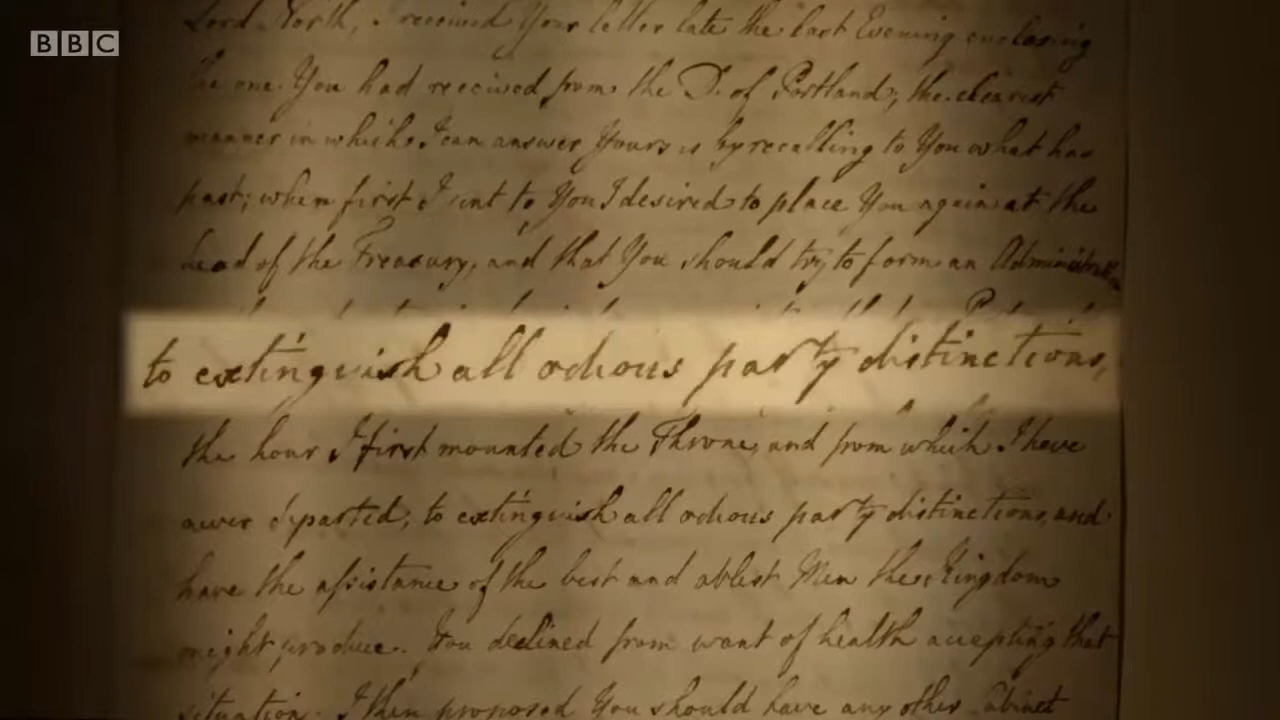 BBC
Lord North, I received Your letter late the last Evening enclosing
the one You had received from the D. of Portland; the clearest
manner in which I can answer Yours is by recalling to You what has
past; when first I sent to You I desired to place You again at the
head of the Treasury, and that You should try to form an Administra
to extinguish all odious party distinctions,
the hour I first mounted the Throne, and from which I have
never departed, to extinguish all odious party distinctions, and
have the assistance of the best and ablest Men the Kingdom
might produce. You declined from want of health accepting that
situation. I then proposed You should have any other Cabinet